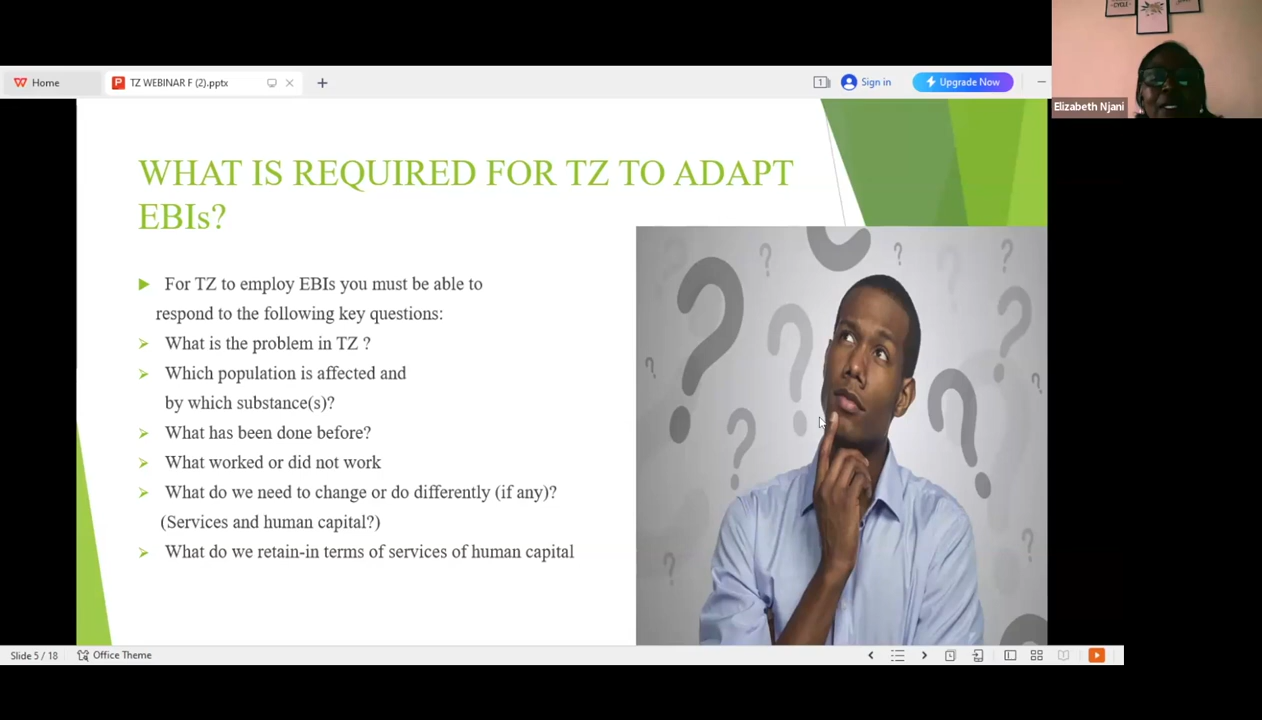 CYCLE
Home
TZ WEBINAR F (2).pptx
1
Sign in
Upgrade Now
Elizabeth Njani
WHAT IS REQUIRED FOR TZ TO ADAPT
EBIs?
For TZ to employ EBIs you must be able to
respond to the following key questions:
What is the problem in TZ ?
Which population is affected and
by which substance(s)?
What has been done before?
What worked or did not work
What do we need to change or do differently (if any)?
(Services and human capital?)
What do we retain-in terms of services of human capital
Slide 5 / 18
Office Theme